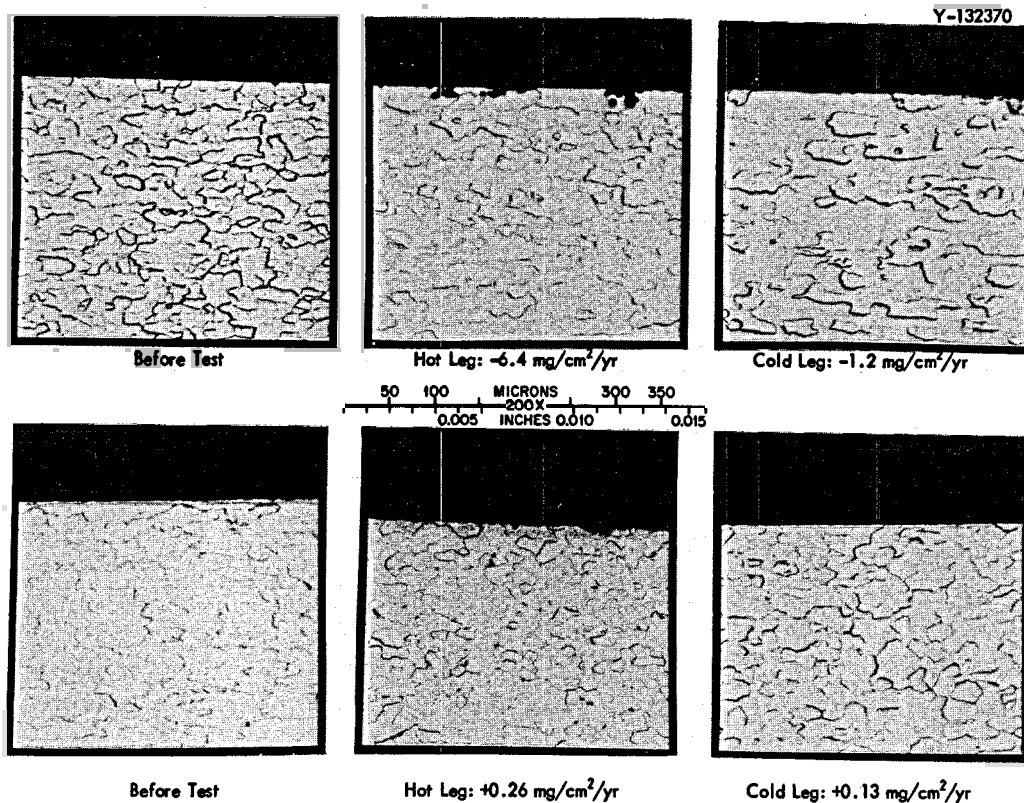 Y-132370
Before Test
Hot Leg: -6.4 mg/cm²/yr
Cold Leg: -1.2 mg/cm²/yr
50 100 MICRONS 300 350
200X
0.005 INCHES 0.010 0.015
Before Test
Hot Leg: +0.26 mg/cm²/yr
Cold Leg: +0.13 mg/cm²/yr